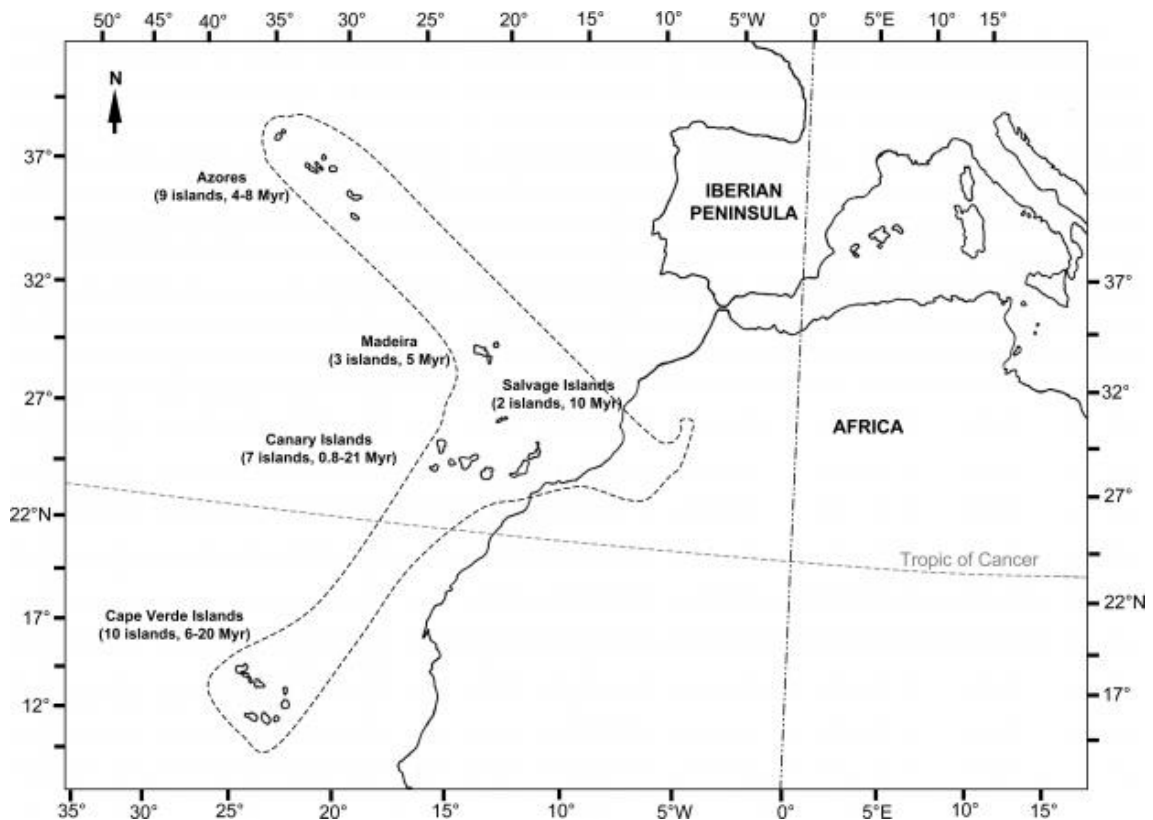 50° 45° 40° 35° 30° 25° 20° 15° 10° 5°W 0° 5°E 10° 15°
N
37°
Azores
(9 islands, 4-8 Myr)
IBERIAN
PENINSULA
32°
37°
Madeira
(3 islands, 5 Myr)
Salvage Islands
(2 islands, 10 Myr)
27°
32°
Canary Islands
(7 islands, 0.8-21 Myr)
AFRICA
27°
22°N
Tropic of Cancer
22°N
Cape Verde Islands
(10 islands, 6-20 Myr)
17°
17°
12°
35° 30° 25° 20° 15° 10° 5°W 0° 5°E 10° 15°